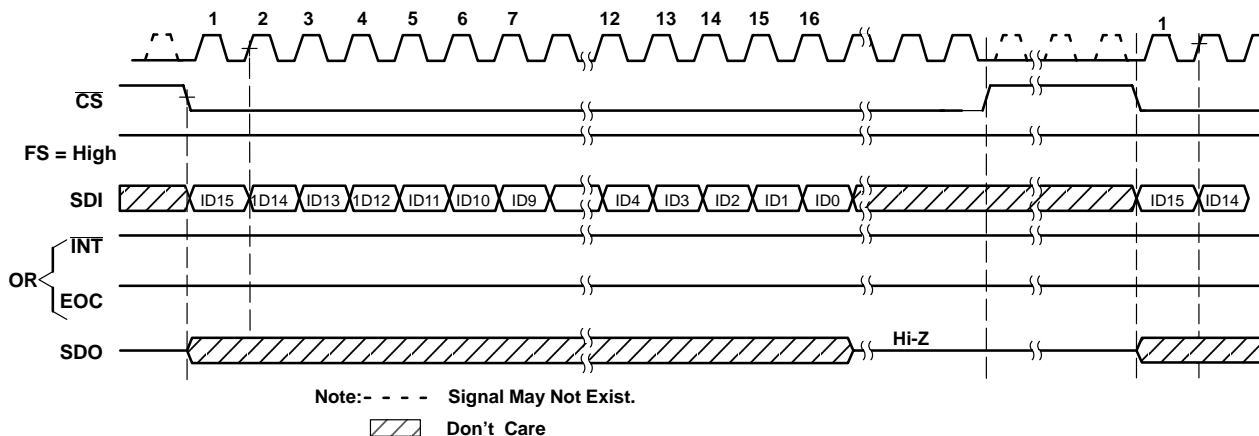 1 2 3 4 5 6 7 12 13 14 15 16 1
CS
FS = High
SDI ID15 1D14 ID13 1D12 ID11 ID10 ID9 ID4 ID3 ID2 ID1 ID0 ID15 ID14
INT
OR
EOC
SDO Hi-Z
Note:- - - - Signal May Not Exist.
Don't Care